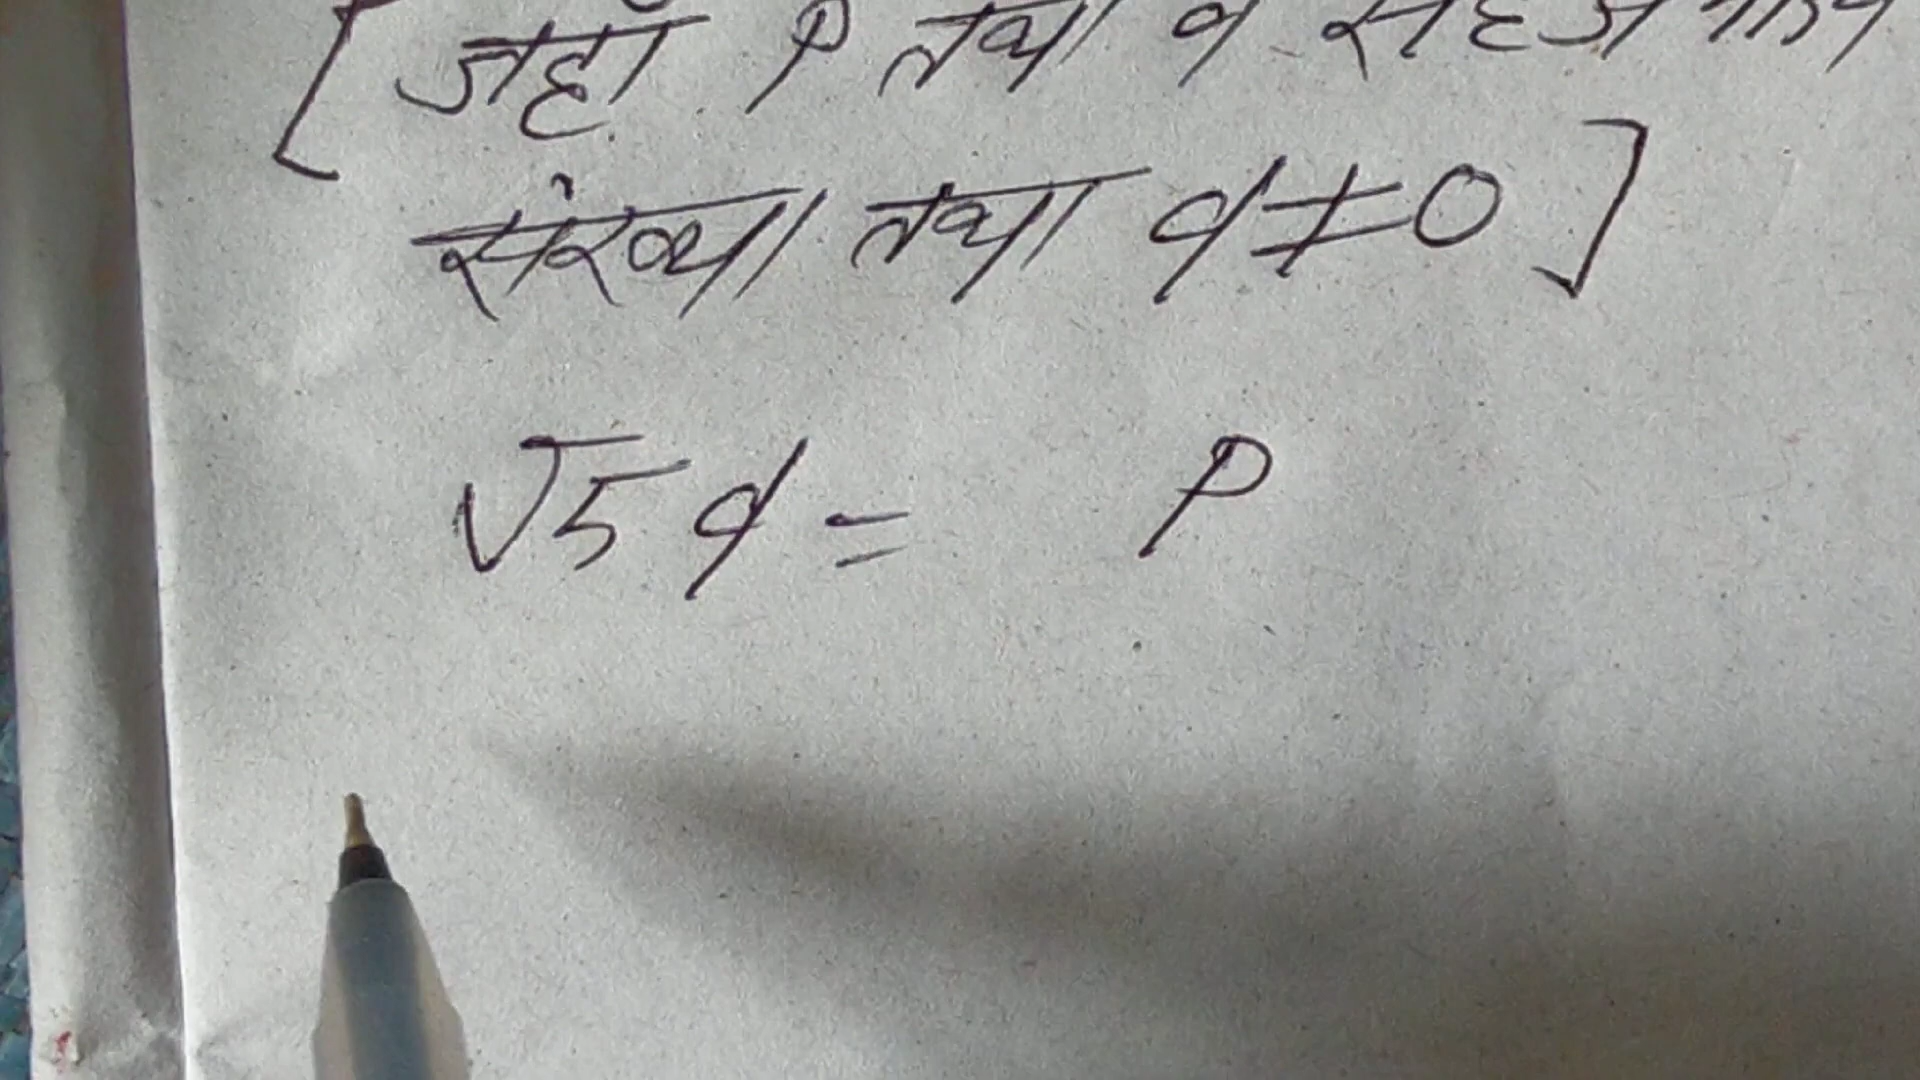 [जहाँ P तथा q सहअभाज्य
संख्या तथा q≠0]
√5 q = P